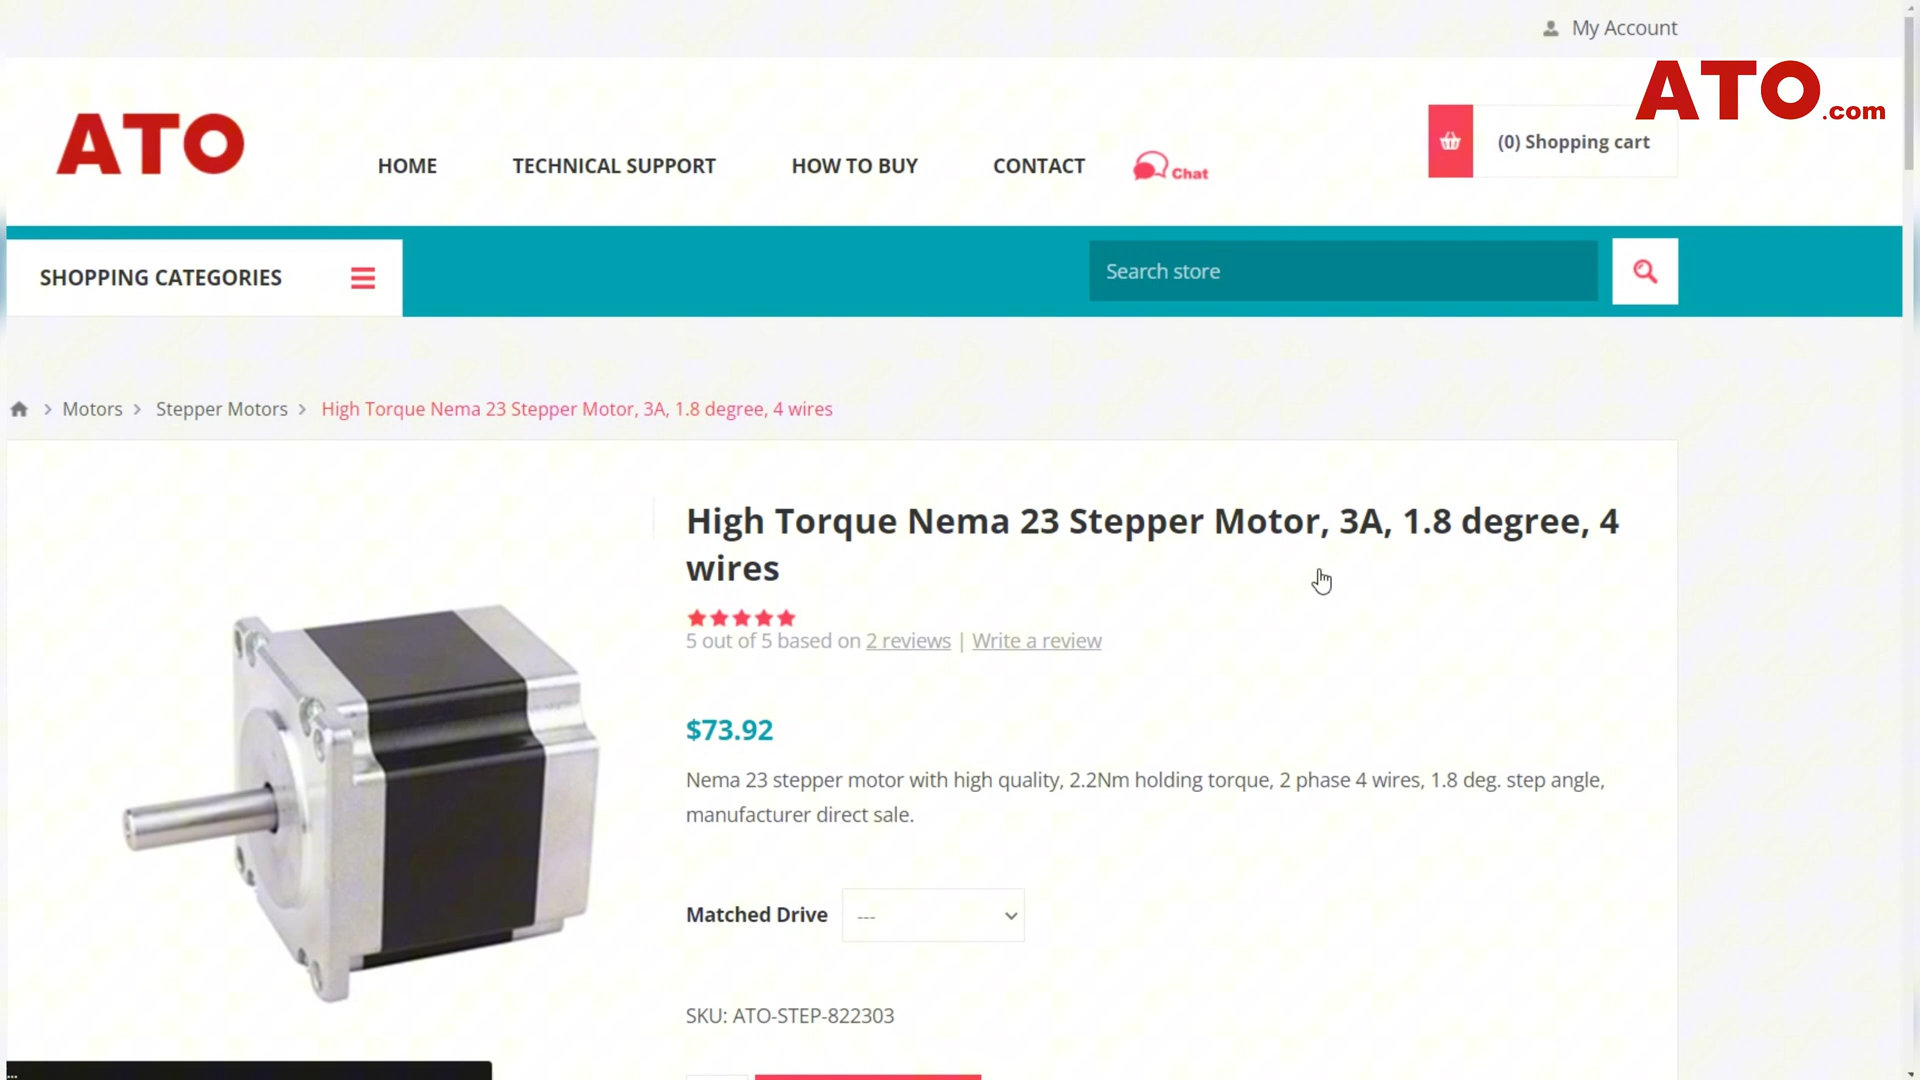 My Account
ATO.com
ATO
HOME
TECHNICAL SUPPORT
HOW TO BUY
CONTACT
Chat
(0) Shopping cart
SHOPPING CATEGORIES
Search store
Motors
Stepper Motors
High Torque Nema 23 Stepper Motor, 3A, 1.8 degree, 4 wires
High Torque Nema 23 Stepper Motor, 3A, 1.8 degree, 4
wires
5 out of 5 based on 2 reviews | Write a review
$73.92
Nema 23 stepper motor with high quality, 2.2Nm holding torque, 2 phase 4 wires, 1.8 deg. step angle,
manufacturer direct sale.
Matched Drive
---
SKU: ATO-STEP-822303
...